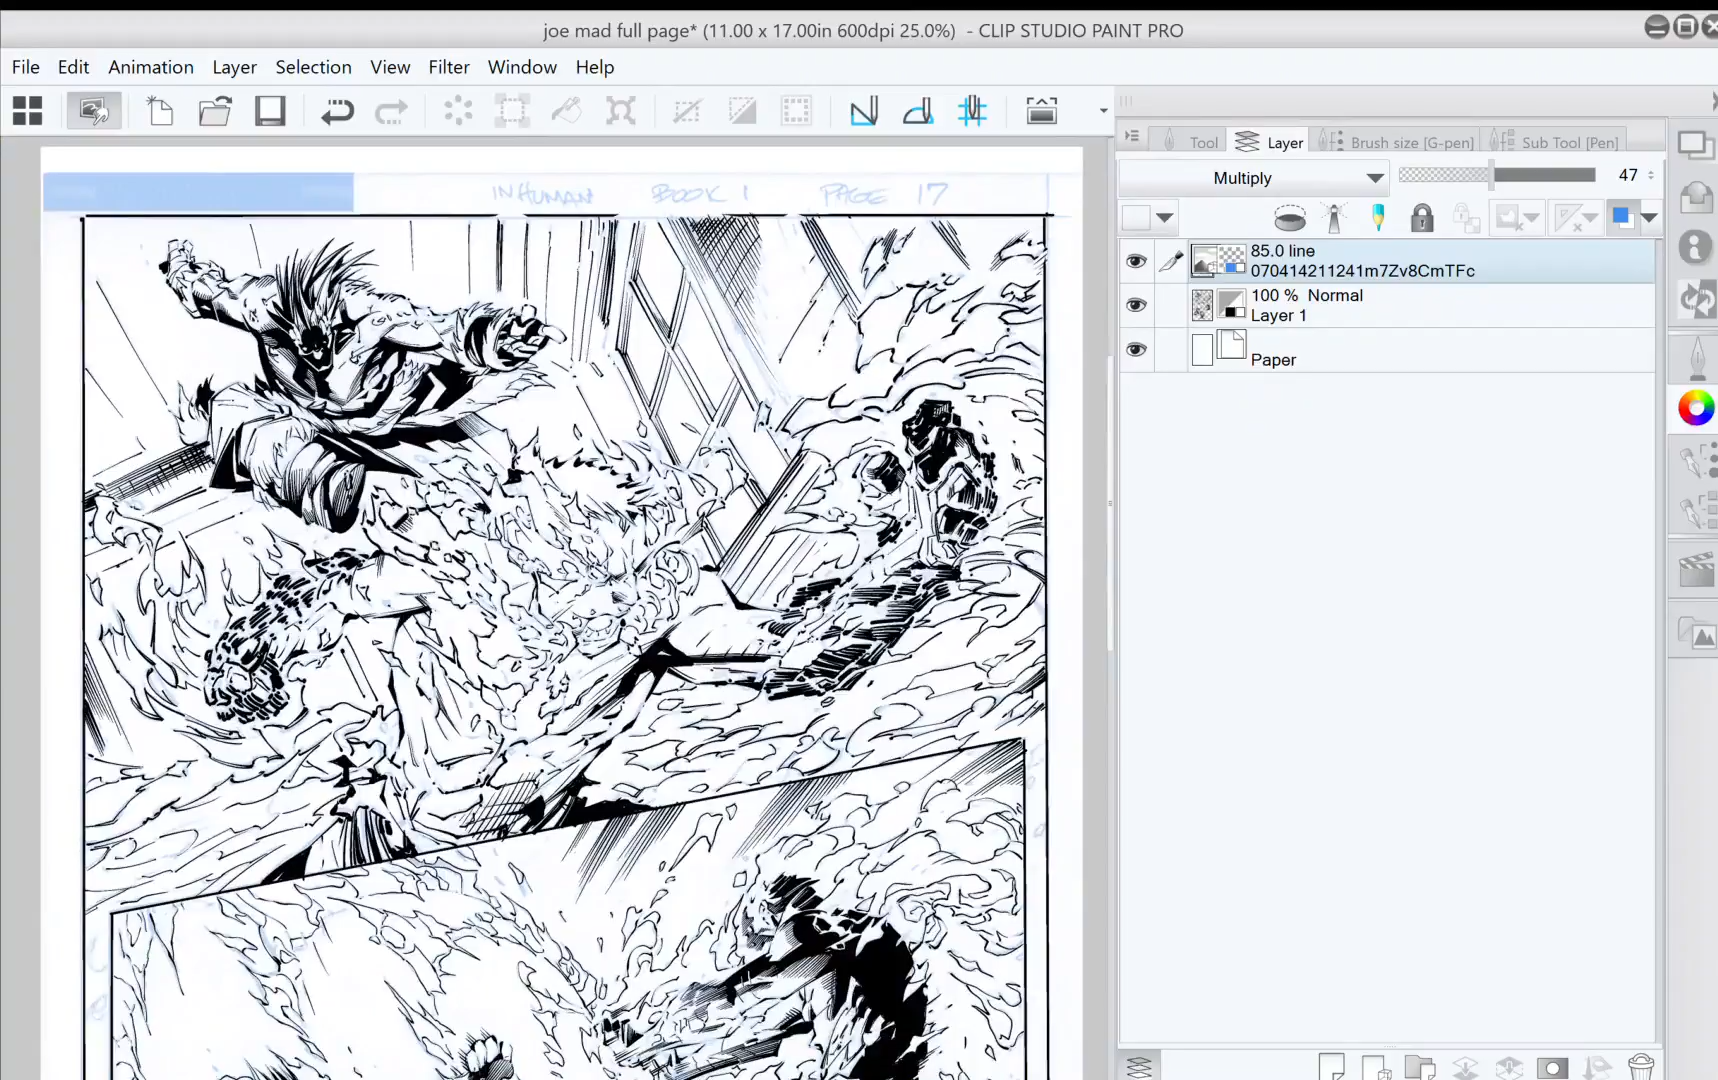 joe mad full page* (11.00 x 17.00in 600dpi 25.0%) - CLIP STUDIO PAINT PRO
File Edit Animation Layer Selection View Filter Window Help
Tool Layer Brush size [G-pen] Sub Tool [Pen]
Multiply 47
INHUMAN BOOK 1 PAGE 17
85.0 line
070414211241m7Zv8CmTFc
100 % Normal
Layer 1
Paper